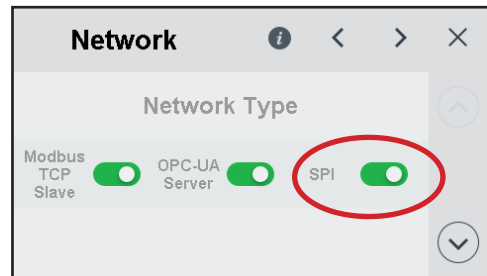 Network
Network Type
Modbus
TCP
Slave
OPC-UA
Server
SPI